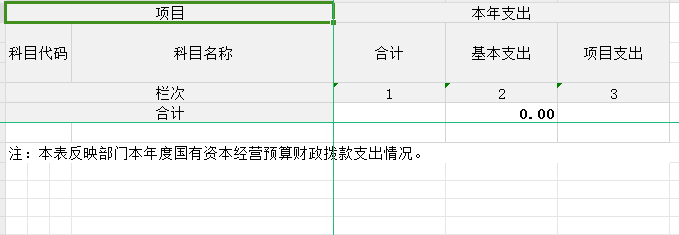 项目 本年支出
科目代码 科目名称 合计 基本支出 项目支出
栏次 1 2 3
合计 0.00
注：本表反映部门本年度国有资本经营预算财政拨款支出情况。